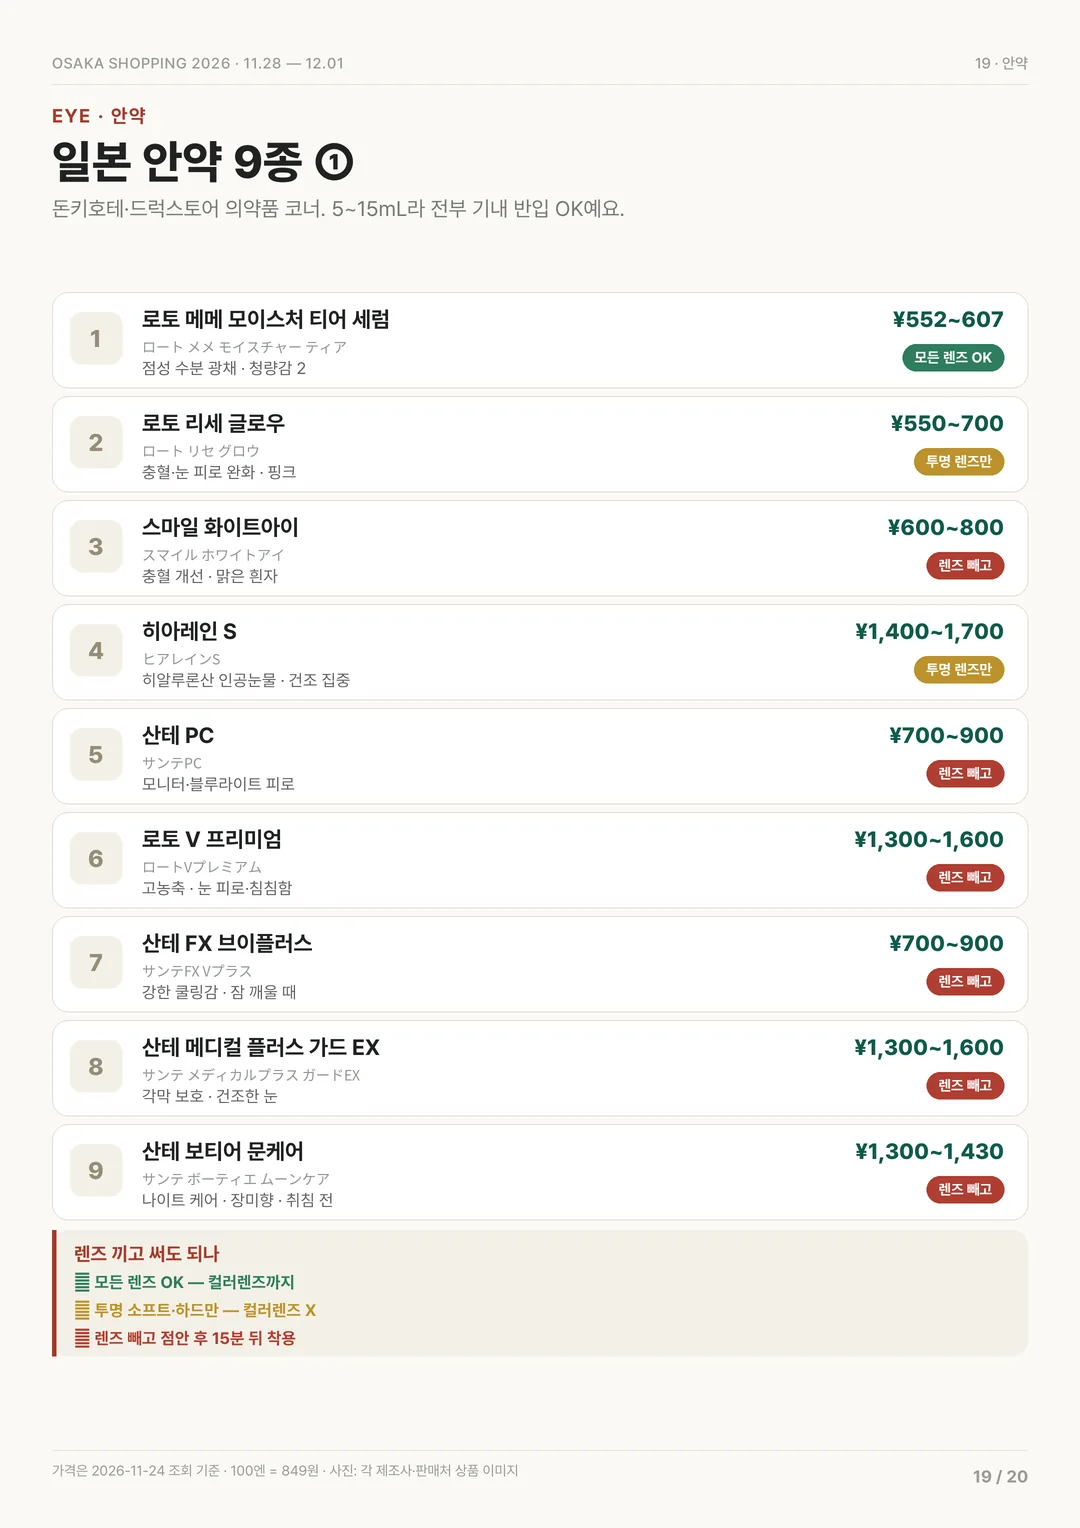 OSAKA SHOPPING 2026 · 11.28 — 12.01
19 · 안약
EYE · 안약
일본 안약 9종 ①
돈키호테·드럭스토어 의약품 코너. 5~15mL라 전부 기내 반입 OK예요.
1
로토 메메 모이스처 티어 세럼
ロート メメ モイスチャー ティア
점성 수분 광채 · 청량감 2
¥552~607
모든 렌즈 OK
2
로토 리세 글로우
ロート リセ グロウ
충혈·눈 피로 완화 · 핑크
¥550~700
투명 렌즈만
3
스마일 화이트아이
スマイル ホワイトアイ
충혈 개선 · 맑은 흰자
¥600~800
렌즈 빼고
4
히아레인 S
ヒアレインS
히알루론산 인공눈물 · 건조 집중
¥1,400~1,700
투명 렌즈만
5
산테 PC
サンテPC
모니터·블루라이트 피로
¥700~900
렌즈 빼고
6
로토 V 프리미엄
ロートVプレミアム
고농축 · 눈 피로·침침함
¥1,300~1,600
렌즈 빼고
7
산테 FX 브이플러스
サンテFX Vプラス
강한 쿨링감 · 잠 깨울 때
¥700~900
렌즈 빼고
8
산테 메디컬 플러스 가드 EX
サンテ メディカルプラス ガードEX
각막 보호 · 건조한 눈
¥1,300~1,600
렌즈 빼고
9
산테 보티어 문케어
サンテ ボーティエ ムーンケア
나이트 케어 · 장미향 · 취침 전
¥1,300~1,430
렌즈 빼고
렌즈 끼고 써도 되나
모든 렌즈 OK — 컬러렌즈까지
투명 소프트·하드만 — 컬러렌즈 X
렌즈 빼고 점안 후 15분 뒤 착용
가격은 2026-11-24 조회 기준 · 100엔 = 849원 · 사진: 각 제조사·판매처 상품 이미지
19 / 20